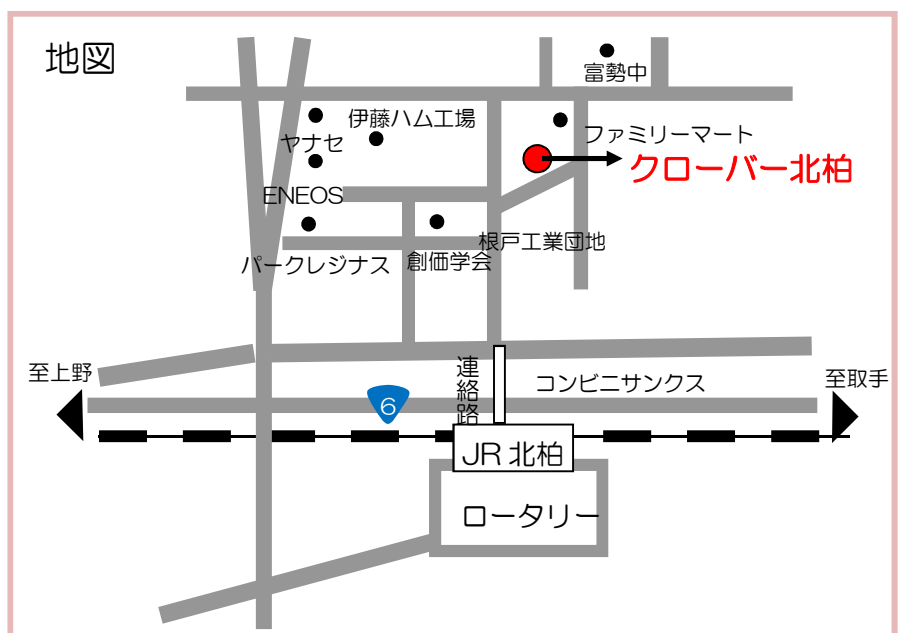 地図
富勢中
伊藤ハム工場
ファミリーマート
ヤナセ
クローバー北柏
ENEOS
根戸工業団地
パークレジナス
創価学会
至上野
連絡路
コンビニサンクス
至取手
6
JR 北柏
ロータリー